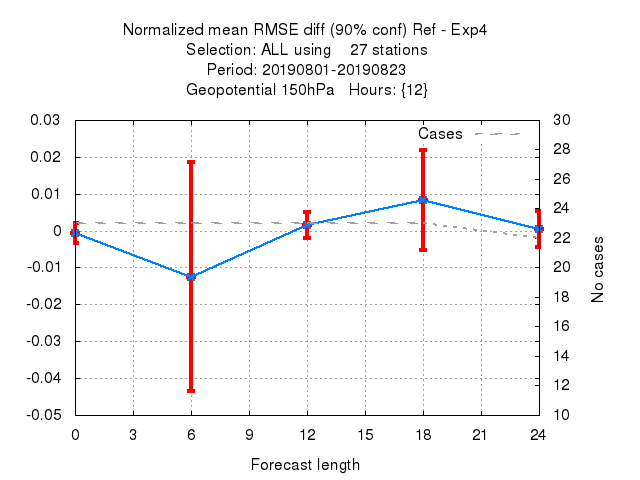 Normalized mean RMSE diff (90% conf) Ref - Exp4
Selection: ALL using    27 stations
Period: 20190801-20190823
Geopotential 150hPa   Hours: {12}
Cases
0.03
0.02
0.01
0
-0.01
-0.02
-0.03
-0.04
-0.05
30
28
26
24
22
20
18
16
14
12
10
No cases
0 3 6 9 12 15 18 21 24
Forecast length